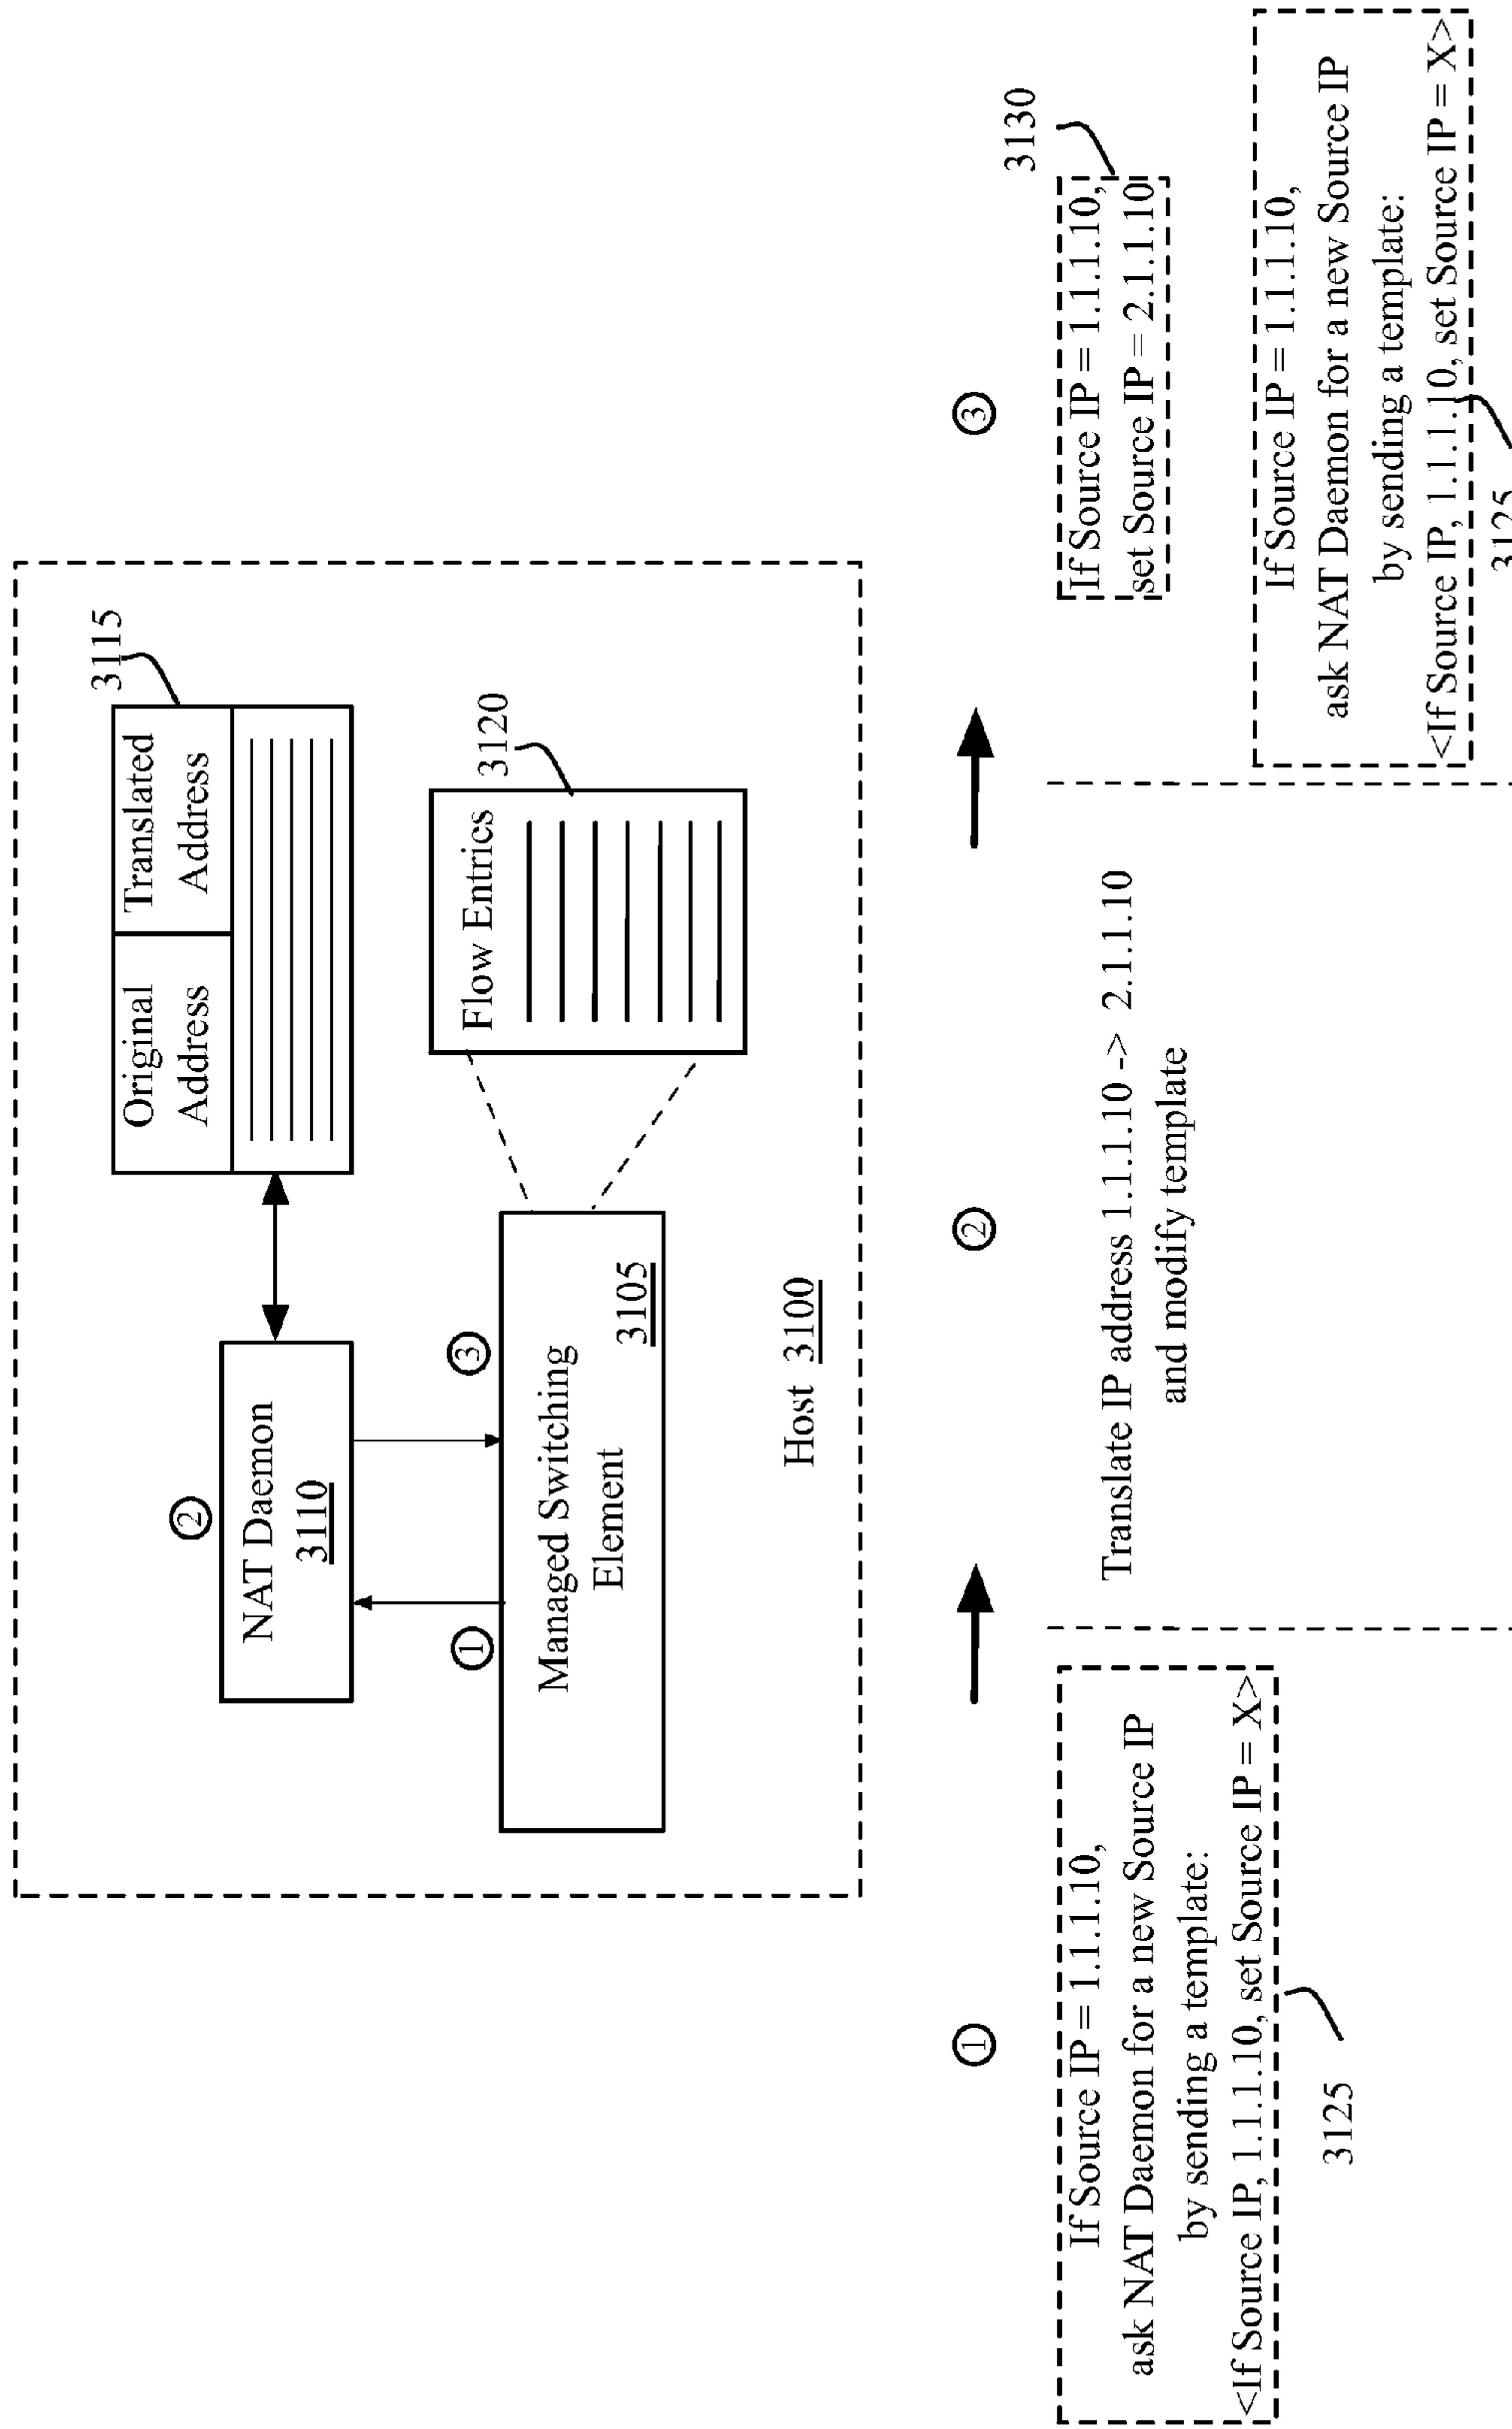 Original
Address
Translated
Address
3115
②
NAT Daemon
3110
Flow Entries
3120
①
③
Managed Switching
Element
3105
Host 3100
①
If Source IP = 1.1.1.10,
ask NAT Daemon for a new Source IP
by sending a template:
<If Source IP, 1.1.1.10, set Source IP = X>
3125
②
Translate IP address 1.1.1.10 -> 2.1.1.10
and modify template
③
3130
If Source IP = 1.1.1.10,
set Source IP = 2.1.1.10
If Source IP = 1.1.1.10,
ask NAT Daemon for a new Source IP
by sending a template:
<If Source IP, 1.1.1.10, set Source IP = X>
3125